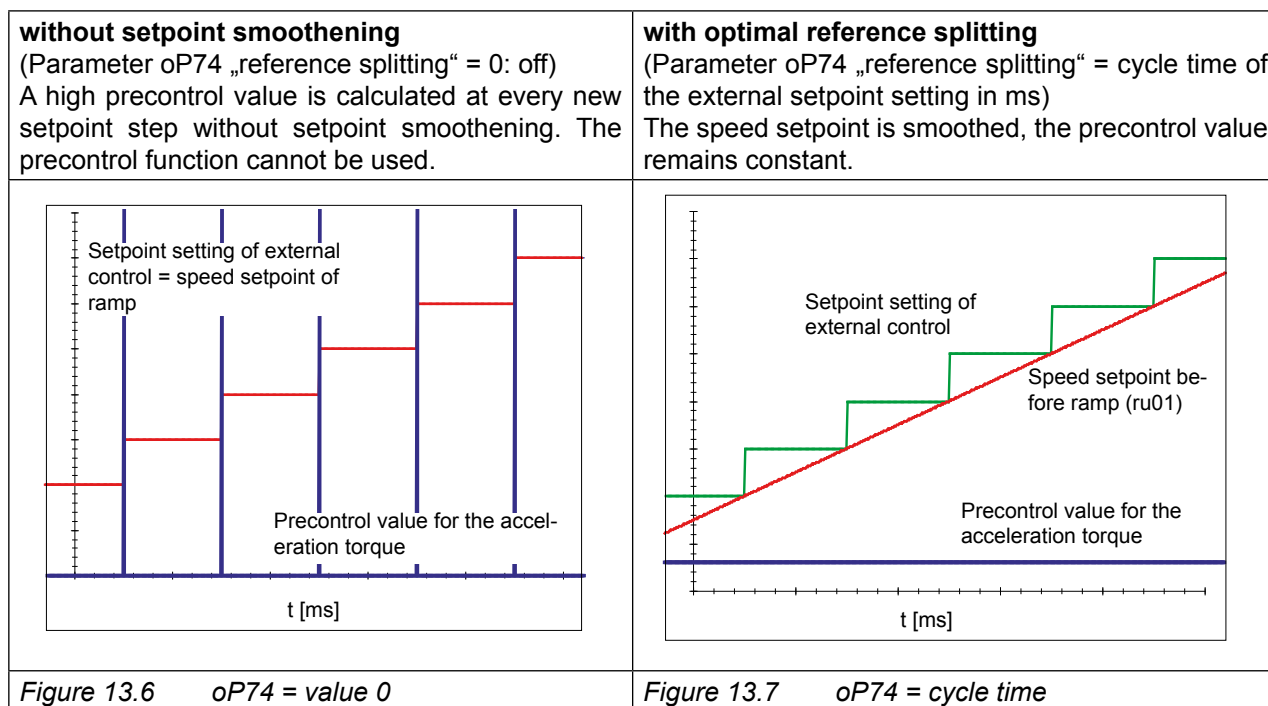 without setpoint smoothening
(Parameter oP74 „reference splitting“ = 0: off)
A high precontrol value is calculated at every new
setpoint step without setpoint smoothening. The
precontrol function cannot be used.
Setpoint setting of external
control = speed setpoint of
ramp
Precontrol value for the accel-
eration torque
t [ms]
Figure 13.6 oP74 = value 0
with optimal reference splitting
(Parameter oP74 „reference splitting“ = cycle time of
the external setpoint setting in ms)
The speed setpoint is smoothed, the precontrol value
remains constant.
Setpoint setting of
external control
Speed setpoint be-
fore ramp (ru01)
Precontrol value for the
acceleration torque
t [ms]
Figure 13.7 oP74 = cycle time